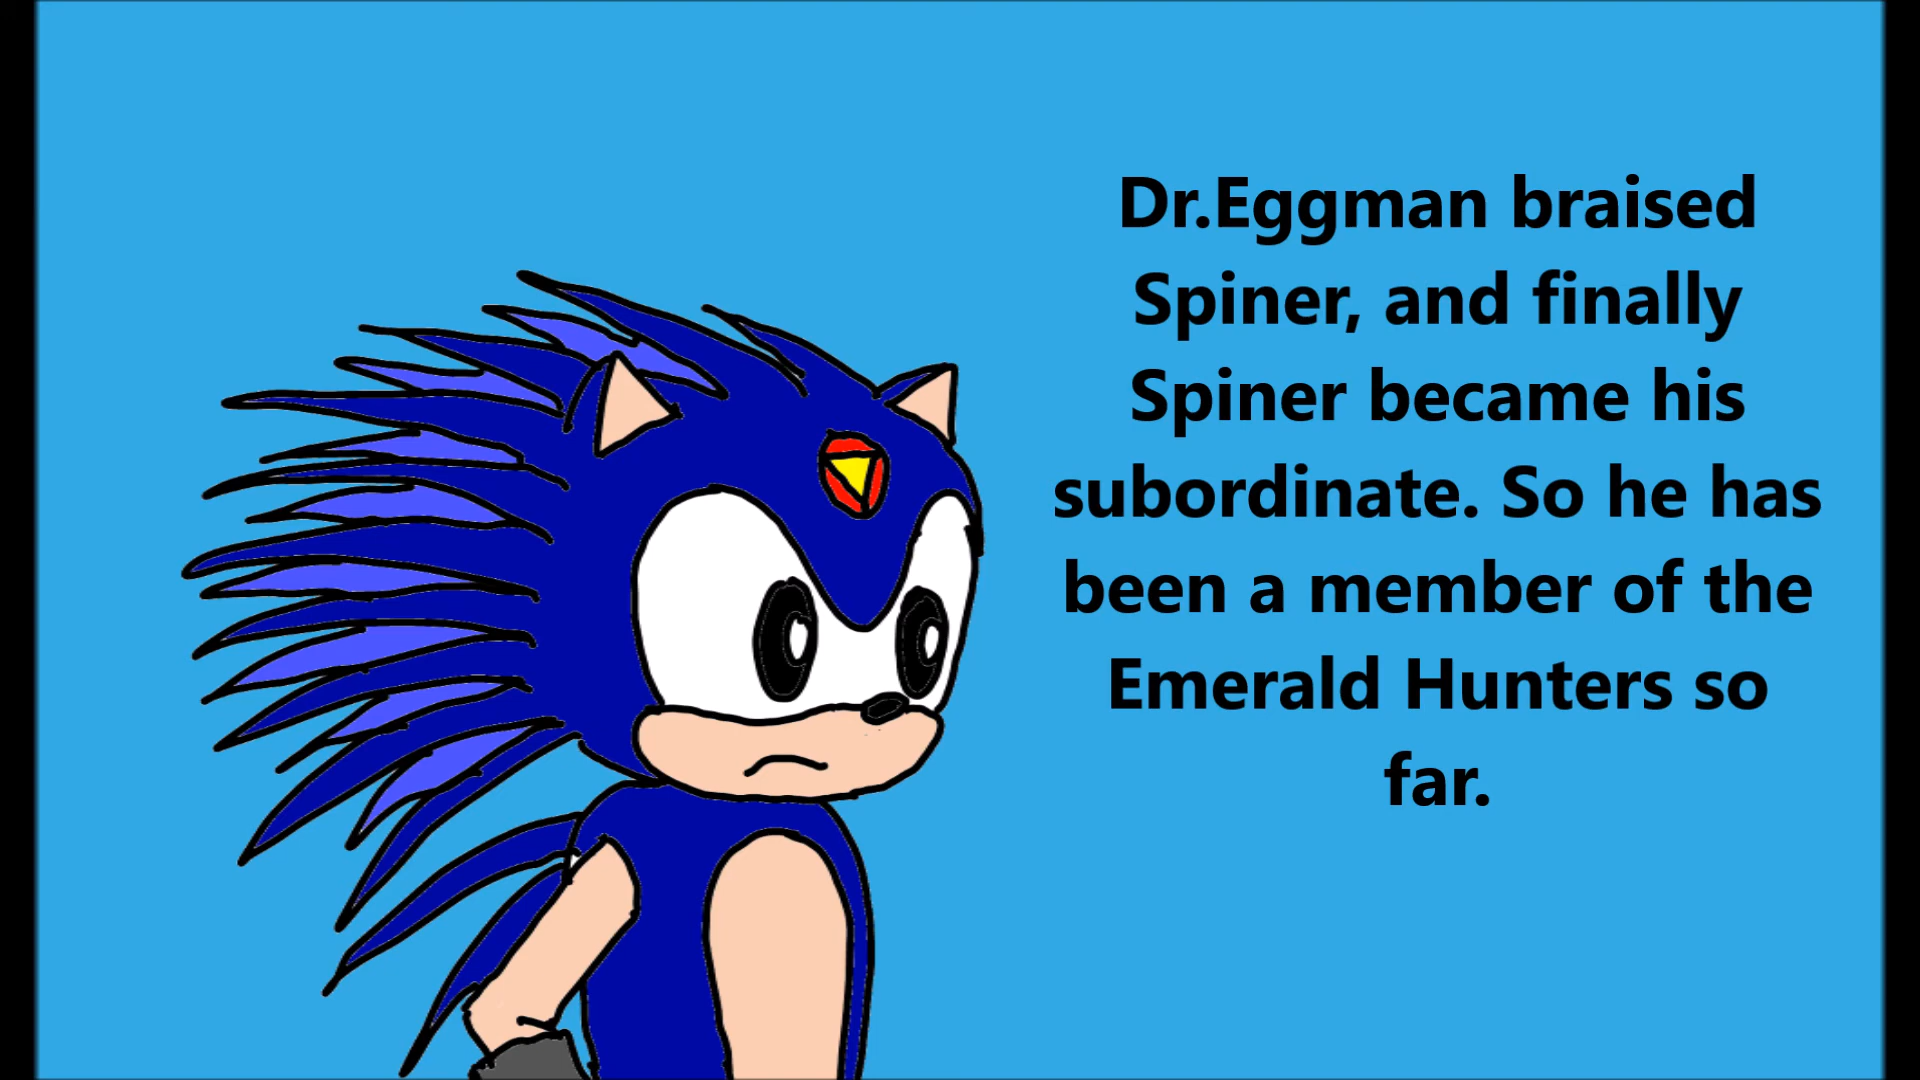 Dr.Eggman braised
Spiner, and finally
Spiner became his
subordinate. So he has
been a member of the
Emerald Hunters so
far.